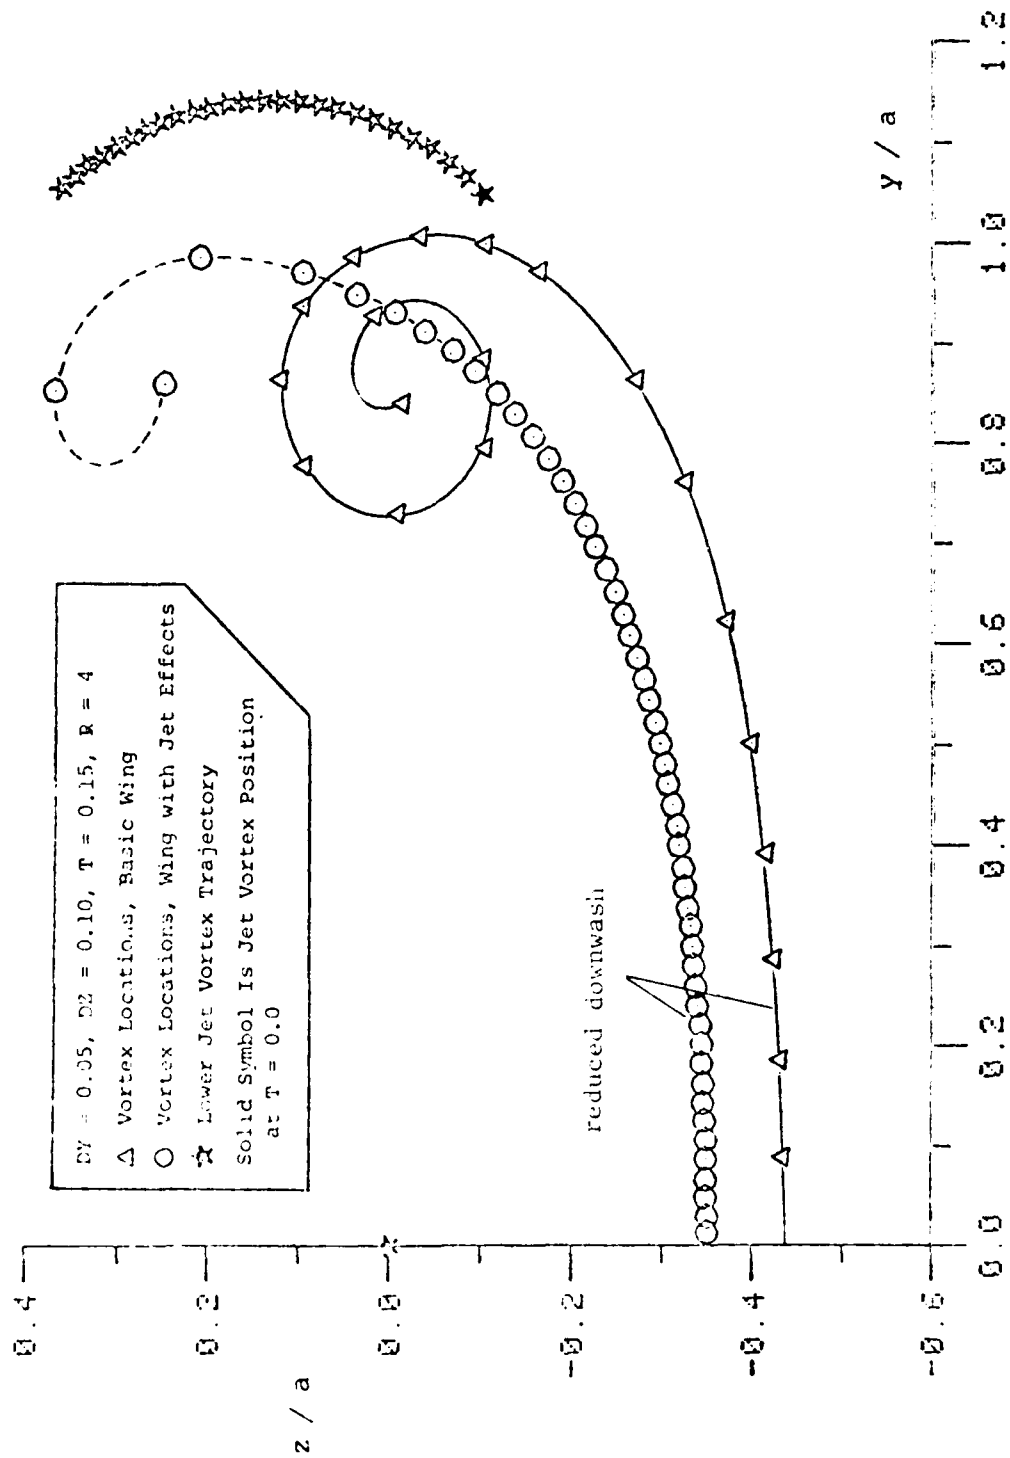 DY = 0.05, DZ = 0.10, T = 0.15, R = 4
Vortex Locations, Basic Wing
Vortex Locations, Wing with Jet Effects
Lower Jet Vortex Trajectory
Solid Symbol Is Jet Vortex Position
at T = 0.0
z / a
0.4
0.2
0.0
-0.2
-0.4
-0.6
reduced downwash
y / a
0.0
0.2
0.4
0.6
0.8
1.0
1.2